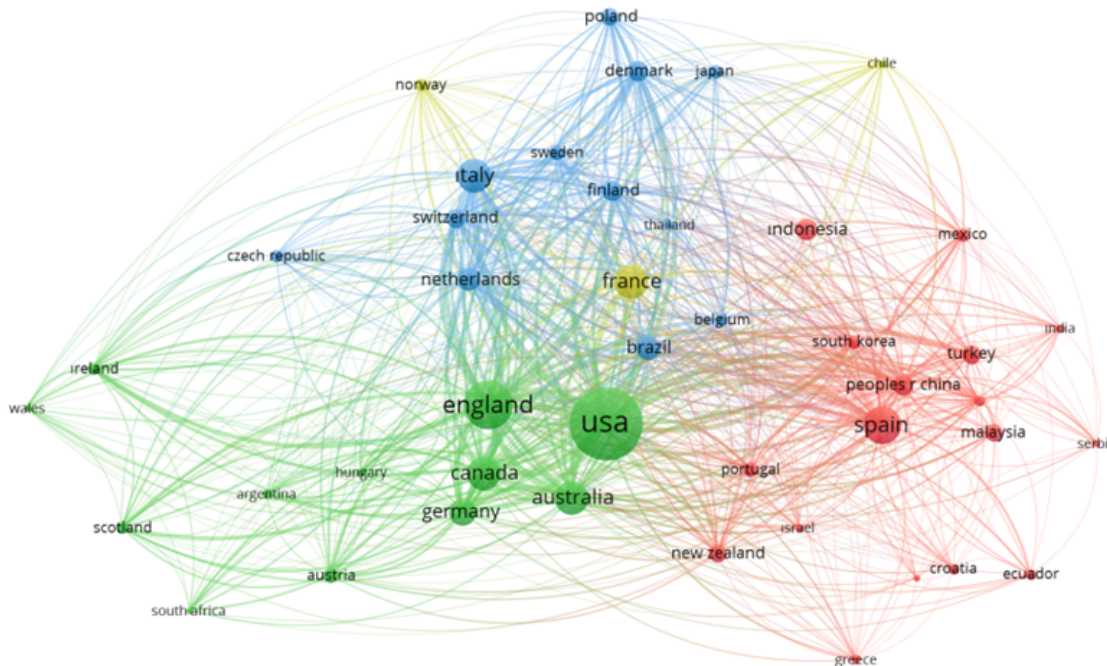 poland
denmark
japan
chile
norway
sweden
italy
finland
switzerland
thailand
indonesia
mexico
czech republic
netherlands
france
belgium
india
brazil
south korea
turkey
ireland
peoples r china
england
usa
wales
spain
malaysia
serbi
hungary
canada
portugal
argentina
australia
germany
scotland
israel
new zealand
austria
croatia
ecuador
south africa
greece